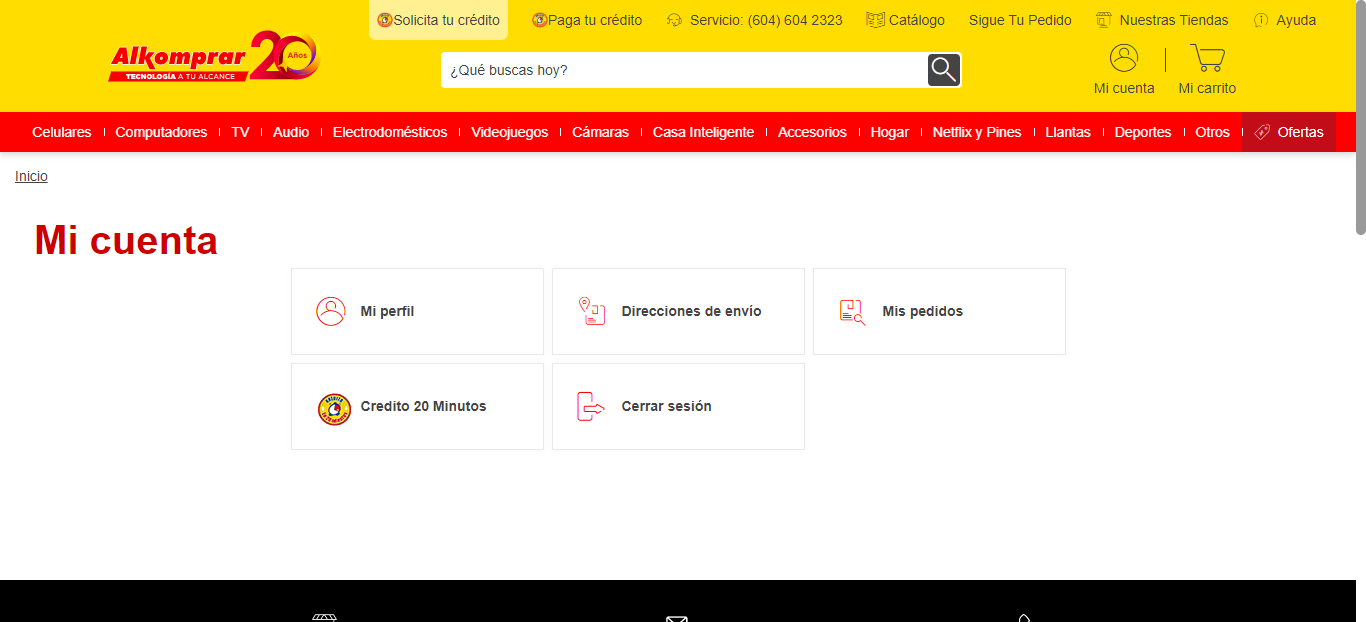 Solicita tu crédito
Paga tu crédito
Servicio: (604) 604 2323
Catálogo
Sigue Tu Pedido
Nuestras Tiendas
Ayuda
Alkomprar 20 Años
TECNOLOGÍA A TU ALCANCE
¿Qué buscas hoy?
Mi cuenta
Mi carrito
Celulares
Computadores
TV
Audio
Electrodomésticos
Videojuegos
Cámaras
Casa Inteligente
Accesorios
Hogar
Netflix y Pines
Llantas
Deportes
Otros
Ofertas
Inicio
Mi cuenta
Mi perfil
Direcciones de envío
Mis pedidos
Credito 20 Minutos
Cerrar sesión